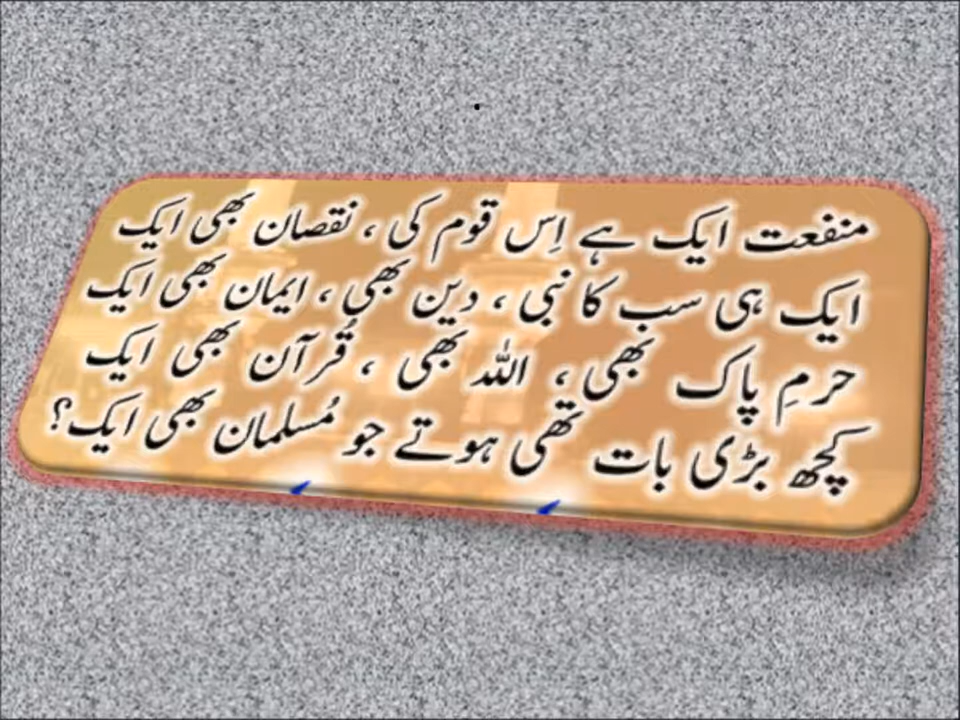 منفعت ایک ہے اِس قوم کی ، نقصان بھی ایک
ایک ہی سب کا نبی ، دین بھی ، ایمان بھی ایک
حرمِ پاک بھی ، اللہ بھی ، قُرآن بھی ایک
کچھ بڑی بات تھی ہوتے جو مُسلمان بھی ایک؟